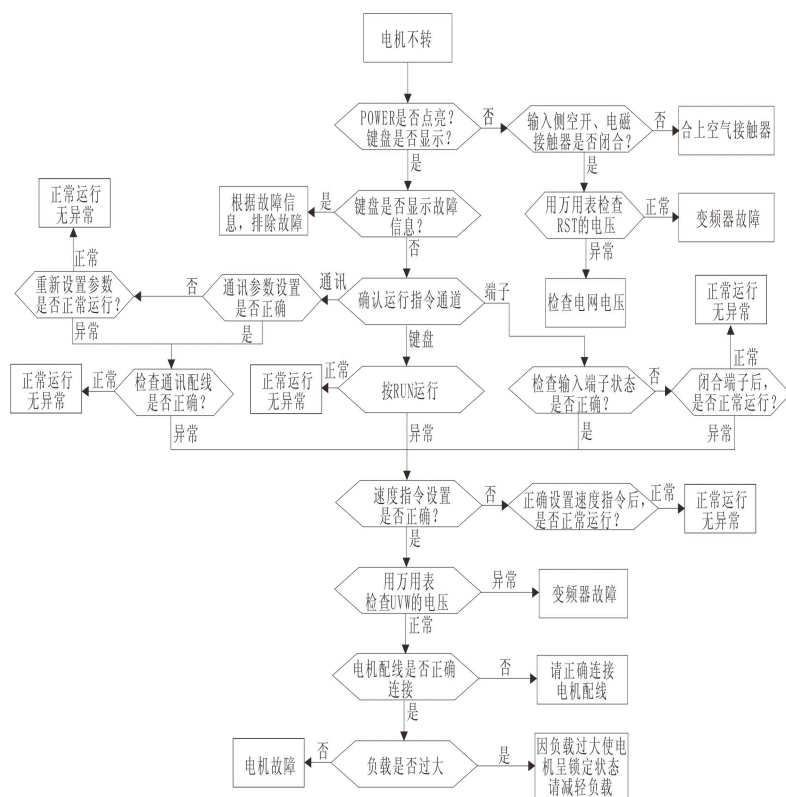 电机不转
POWER是否点亮?
键盘是否显示?
否
输入侧空开、电磁
接触器是否闭合?
否
合上空气接触器
是
是
正常运行
无异常
根据故障信
息，排除故障
是
键盘是否显示故障
信息?
用万用表检查
RST的电压
正常
变频器故障
正常
否
异常
重新设置参数
是否正常运行?
否
通讯参数设置
是否正确
通讯
确认运行指令通道
端子
检查电网电压
正常运行
无异常
异常
是
键盘
正常
正常运行
无异常
正常
检查通讯配线
是否正确?
正常运行
无异常
正常
按RUN运行
检查输入端子状态
是否正确?
否
闭合端子后，
是否正常运行?
异常
异常
是
异常
速度指令设置
是否正确?
否
正确设置速度指令后，
是否正常运行?
正常
正常运行
无异常
是
用万用表
检查UVW的电压
异常
变频器故障
正常
电机配线是否正确
连接
否
请正确连接
电机配线
是
电机故障
否
负载是否过大
是
因负载过大使电
机呈锁定状态
请减轻负载